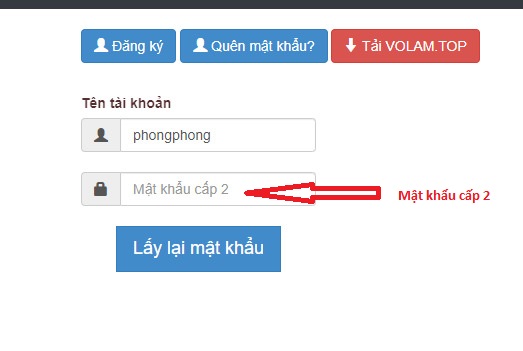 Đăng ký
Quên mật khẩu?
Tải VOLAM.TOP
Tên tài khoản
phongphong
Mật khẩu cấp 2
Mật khẩu cấp 2
Lấy lại mật khẩu